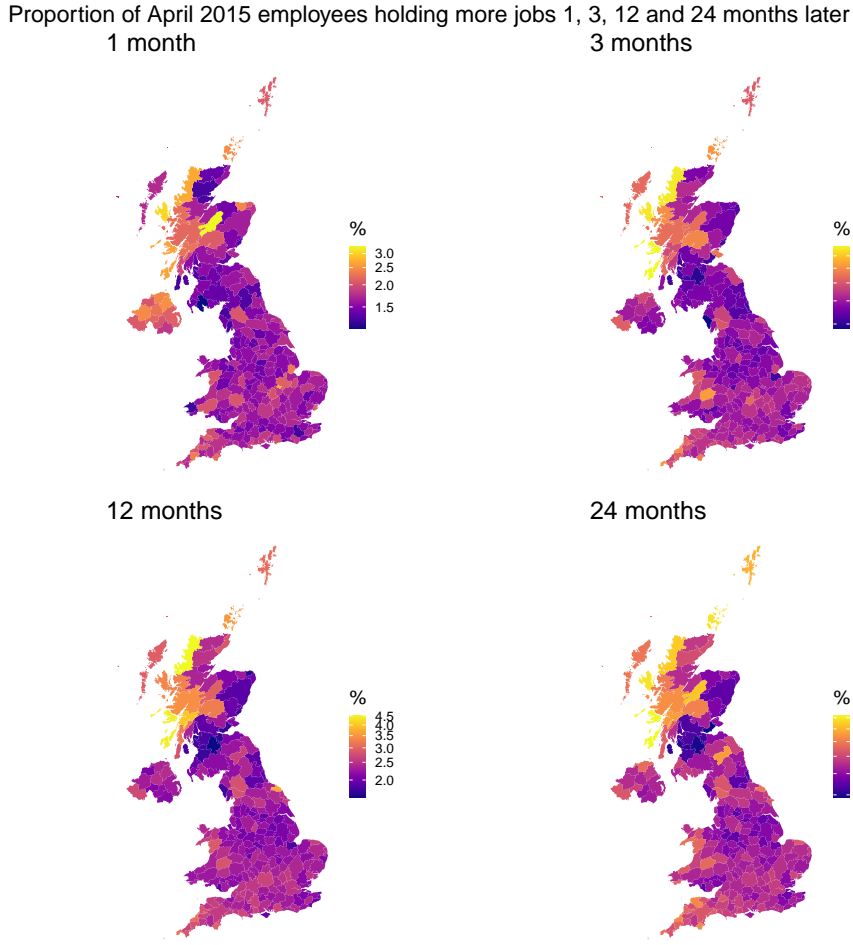 Proportion of April 2015 employees holding more jobs 1, 3, 12 and 24 months later
1 month
3 months
%
3.0
2.5
2.0
1.5
%
12 months
24 months
%
4.5
4.0
3.5
3.0
2.5
2.0
%